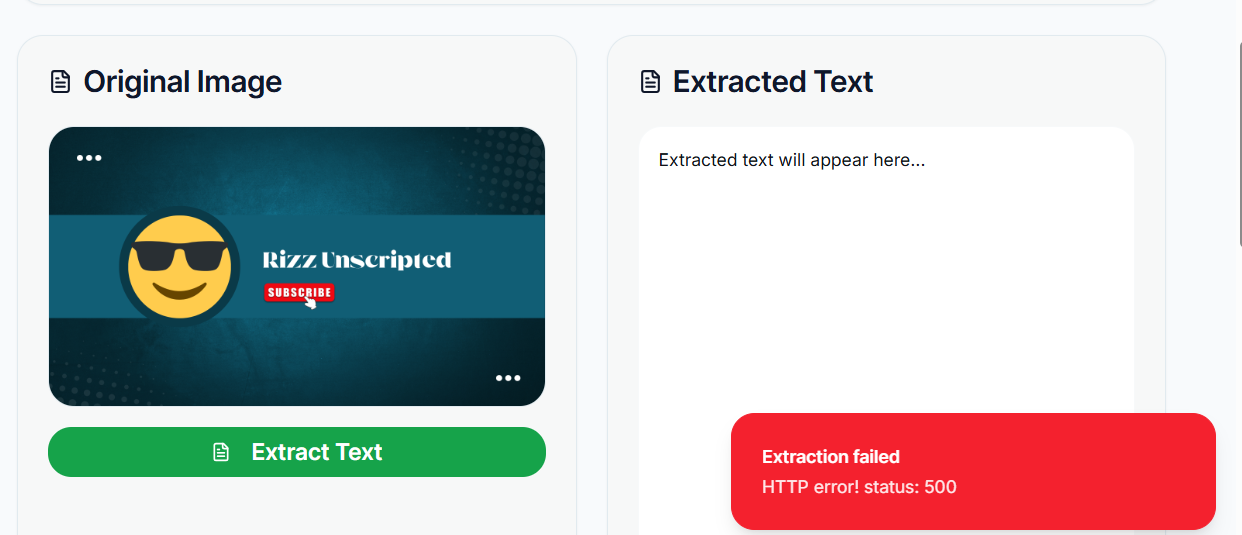 Original Image
Rizz Unscripted
SUBSCRIBE
Extract Text
Extracted Text
Extracted text will appear here...
Extraction failed
HTTP error! status: 500